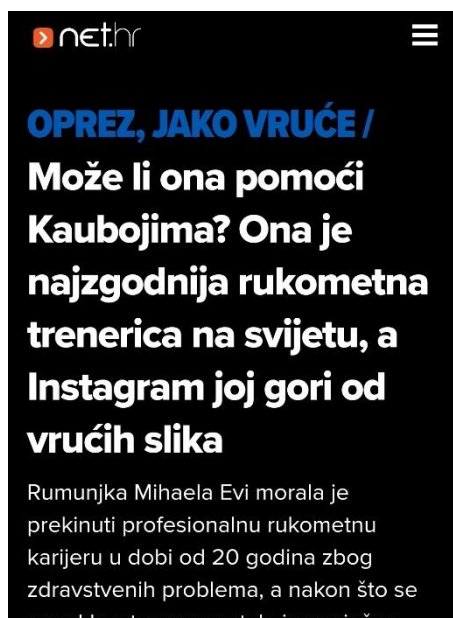 net.hr
OPREZ, JAKO VRUĆE /
Može li ona pomoći
Kaubojima? Ona je
najzgodnija rukometna
trenerica na svijetu, a
Instagram joj gori od
vrućih slika
Rumunjka Mihaela Evi morala je
prekinuti profesionalnu rukometnu
karijeru u dobi od 20 godina zbog
zdravstvenih problema, a nakon što se